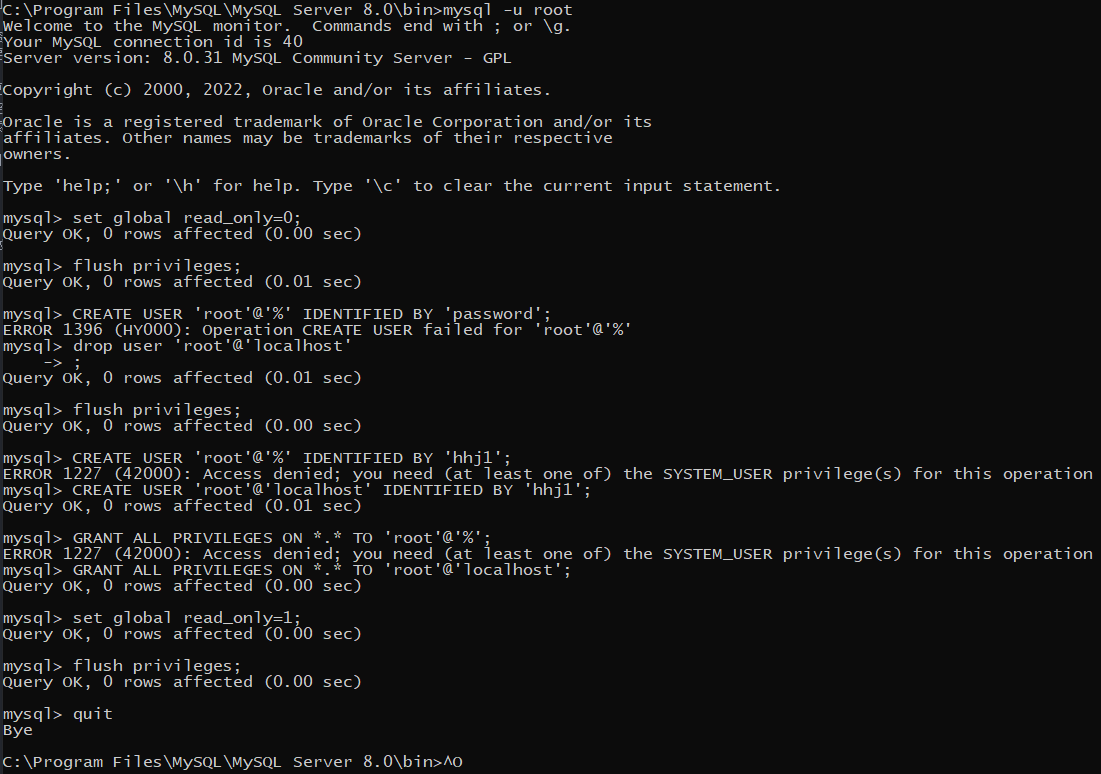 C:\Program Files\MySQL\MySQL Server 8.0\bin>mysql -u root
Welcome to the MySQL monitor.  Commands end with ; or \g.
Your MySQL connection id is 40
Server version: 8.0.31 MySQL Community Server - GPL
Copyright (c) 2000, 2022, Oracle and/or its affiliates.
Oracle is a registered trademark of Oracle Corporation and/or its
affiliates. Other names may be trademarks of their respective
owners.
Type 'help;' or '\h' for help. Type '\c' to clear the current input statement.
mysql> set global read_only=0;
Query OK, 0 rows affected (0.00 sec)
mysql> flush privileges;
Query OK, 0 rows affected (0.01 sec)
mysql> CREATE USER 'root'@'%' IDENTIFIED BY 'password';
ERROR 1396 (HY000): Operation CREATE USER failed for 'root'@'%'
mysql> drop user 'root'@'localhost'
    -> ;
Query OK, 0 rows affected (0.01 sec)
mysql> flush privileges;
Query OK, 0 rows affected (0.00 sec)
mysql> CREATE USER 'root'@'%' IDENTIFIED BY 'hhj1';
ERROR 1227 (42000): Access denied; you need (at least one of) the SYSTEM_USER privilege(s) for this operation
mysql> CREATE USER 'root'@'localhost' IDENTIFIED BY 'hhj1';
Query OK, 0 rows affected (0.01 sec)
mysql> GRANT ALL PRIVILEGES ON *.* TO 'root'@'%';
ERROR 1227 (42000): Access denied; you need (at least one of) the SYSTEM_USER privilege(s) for this operation
mysql> GRANT ALL PRIVILEGES ON *.* TO 'root'@'localhost';
Query OK, 0 rows affected (0.00 sec)
mysql> set global read_only=1;
Query OK, 0 rows affected (0.00 sec)
mysql> flush privileges;
Query OK, 0 rows affected (0.00 sec)
mysql> quit
Bye
C:\Program Files\MySQL\MySQL Server 8.0\bin>^O